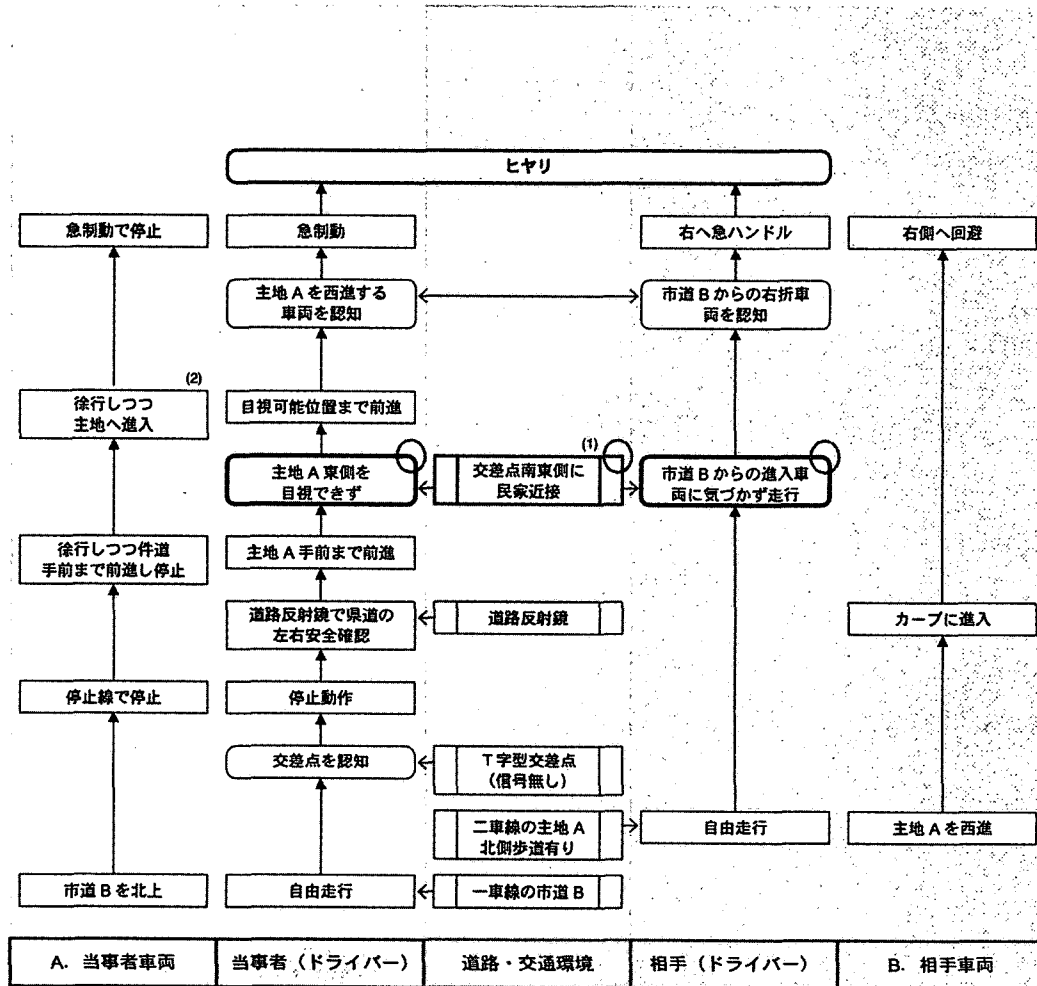 ヒヤリ
急制動で停止
急制動
右へ急ハンドル
右側へ回避
主地Aを西進する
車両を認知
市道Bからの右折車
両を認知
(2)
徐行しつつ
主地へ進入
目視可能位置まで前進
(1)
主地A東側を
目視できず
交差点南東側に
民家近接
市道Bからの進入車
両に気づかず走行
徐行しつつ件道
手前まで前進し停止
主地A手前まで前進
道路反射鏡で県道の
左右安全確認
道路反射鏡
カーブに進入
停止線で停止
停止動作
交差点を認知
T字型交差点
(信号無し)
二車線の主地A
北側歩道有り
自由走行
主地Aを西進
市道Bを北上
自由走行
一車線の市道B
A. 当事者車両
当事者（ドライバー）
道路・交通環境
相手（ドライバー）
B. 相手車両